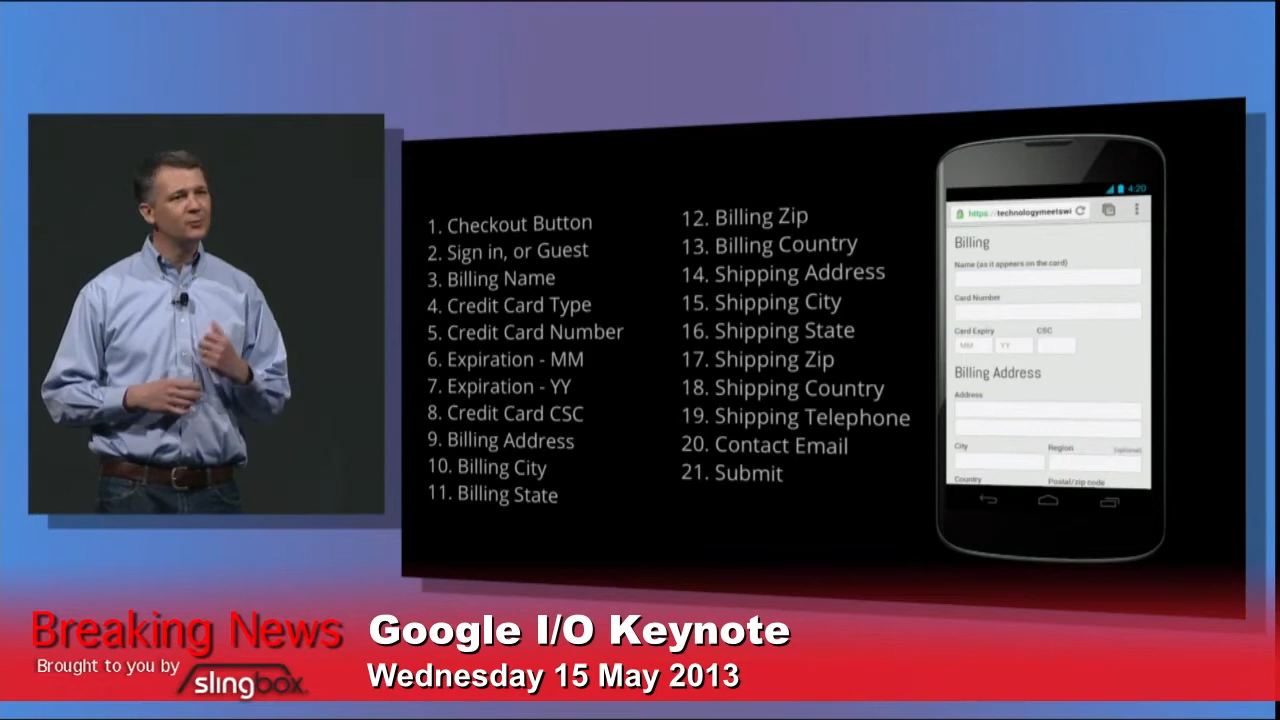 1. Checkout Button
2. Sign in, or Guest
3. Billing Name
4. Credit Card Type
5. Credit Card Number
6. Expiration - MM
7. Expiration - YY
8. Credit Card CSC
9. Billing Address
10. Billing City
11. Billing State
12. Billing Zip
13. Billing Country
14. Shipping Address
15. Shipping City
16. Shipping State
17. Shipping Zip
18. Shipping Country
19. Shipping Telephone
20. Contact Email
21. Submit
4:20
https://technologymeetswi
Billing
Name (as it appears on the card)
Card Number
Card Expiry CSC
MM YY
Billing Address
Address
City Region (optional)
Country Postal/zip code
Breaking News
Brought to you by
slingbox
Google I/O Keynote
Wednesday 15 May 2013